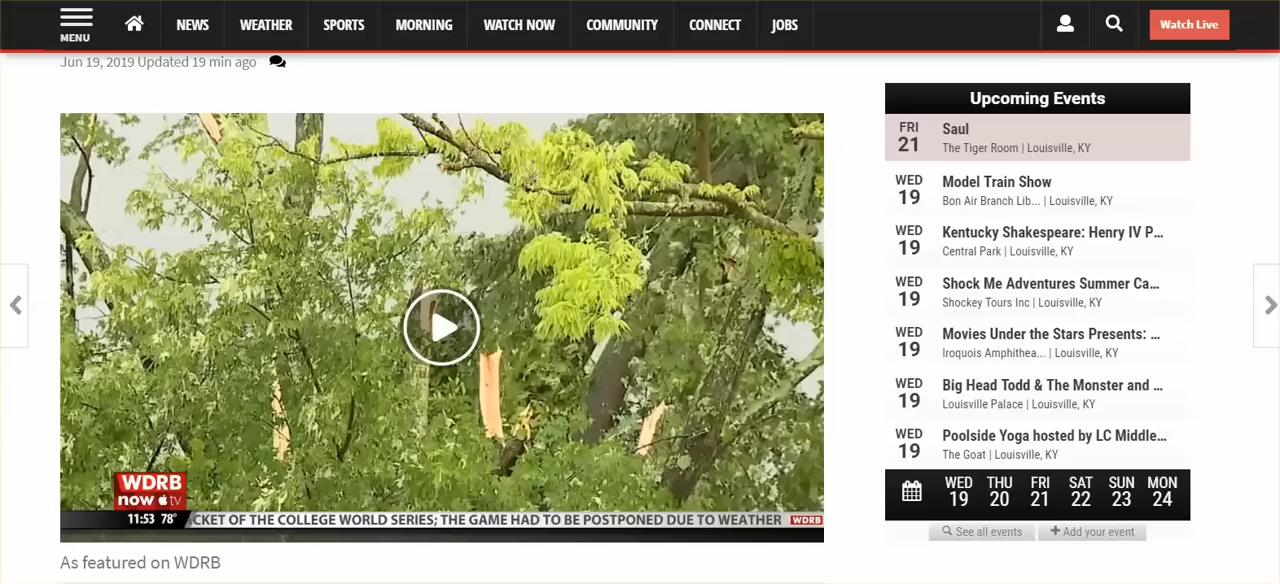 MENU
NEWS
WEATHER
SPORTS
MORNING
WATCH NOW
COMMUNITY
CONNECT
JOBS
Watch Live
Jun 19, 2019 Updated 19 min ago
WDRB
now tv
11:53 78°
CKET OF THE COLLEGE WORLD SERIES; THE GAME HAD TO BE POSTPONED DUE TO WEATHER WDRB
As featured on WDRB
Upcoming Events
FRI
21
Saul
The Tiger Room | Louisville, KY
WED
19
Model Train Show
Bon Air Branch Lib... | Louisville, KY
WED
19
Kentucky Shakespeare: Henry IV P...
Central Park | Louisville, KY
WED
19
Shock Me Adventures Summer Ca...
Shockey Tours Inc | Louisville, KY
WED
19
Movies Under the Stars Presents: ...
Iroquois Amphithea... | Louisville, KY
WED
19
Big Head Todd & The Monster and ...
Louisville Palace | Louisville, KY
WED
19
Poolside Yoga hosted by LC Middle...
The Goat | Louisville, KY
WED THU FRI SAT SUN MON
19 20 21 22 23 24
See all events
Add your event